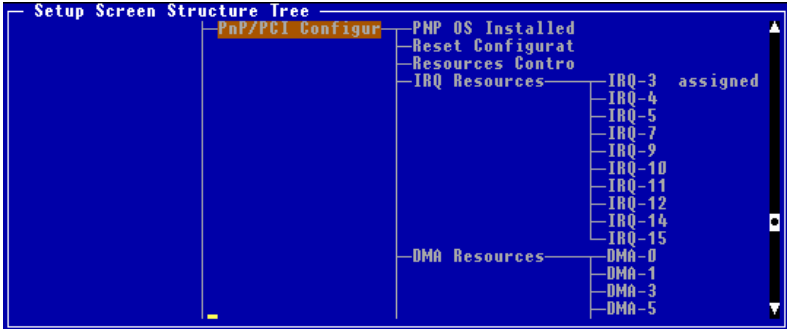 Setup Screen Structure Tree
PnP/PCI Configur PNP OS Installed
Reset Configurat
Resources Contro
IRQ Resources IRQ-3 assigned
IRQ-4
IRQ-5
IRQ-7
IRQ-9
IRQ-10
IRQ-11
IRQ-12
IRQ-14
IRQ-15
DMA Resources DMA-0
DMA-1
DMA-3
DMA-5